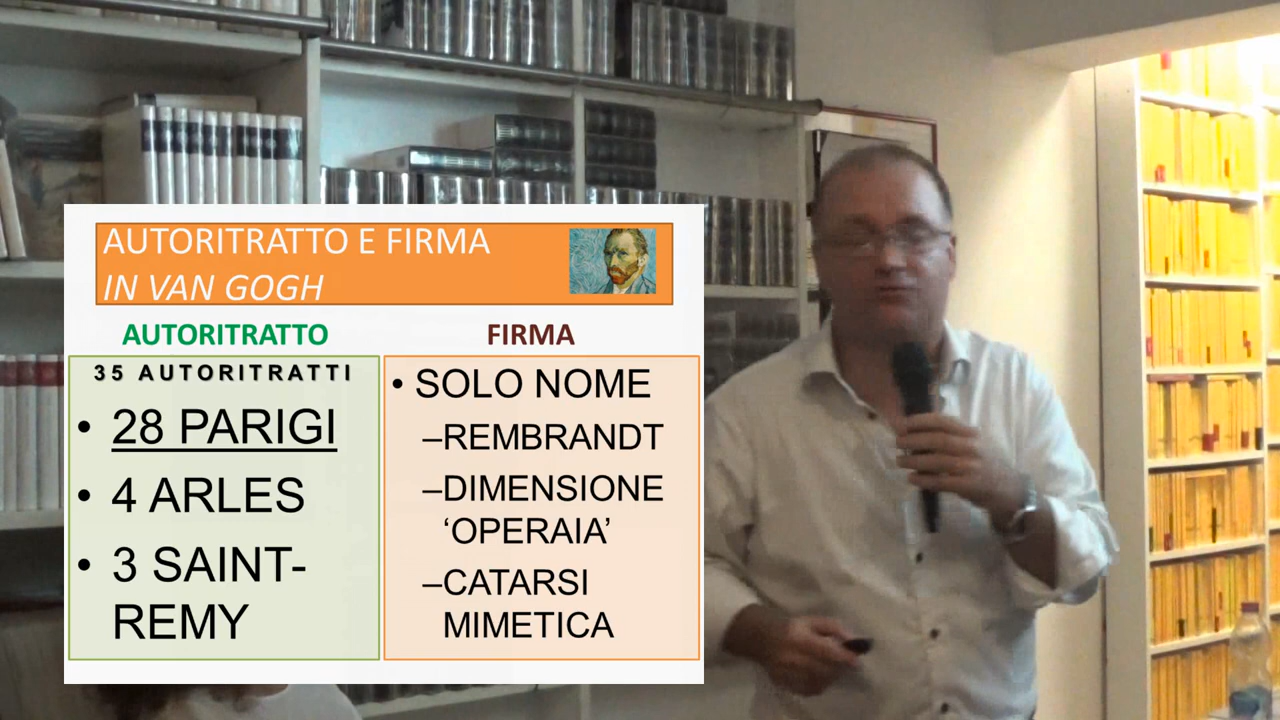 AUTORITRATTO E FIRMA
IN VAN GOGH
AUTORITRATTO
35 AUTORITRATTI
• 28 PARIGI
• 4 ARLES
• 3 SAINT-
REMY
FIRMA
• SOLO NOME
–REMBRANDT
–DIMENSIONE
‘OPERAIA’
–CATARSI
MIMETICA